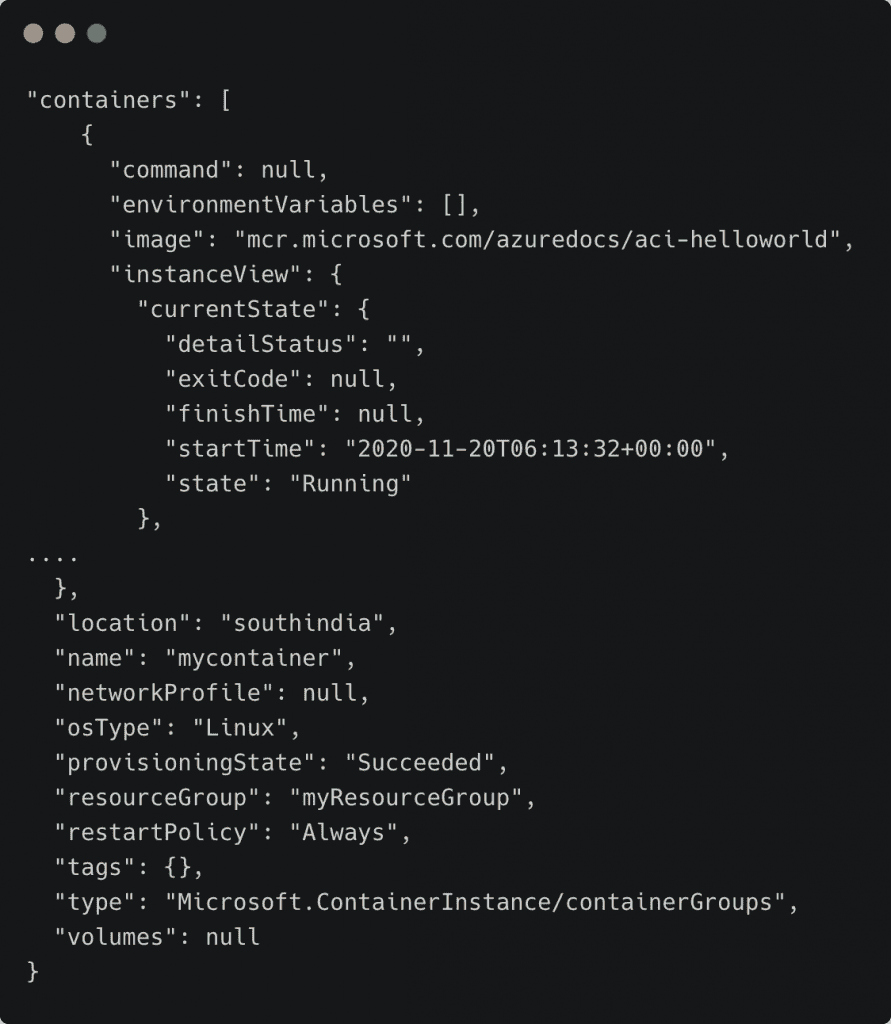 "containers": [
    {
      "command": null,
      "environmentVariables": [],
      "image": "mcr.microsoft.com/azuredocs/aci-helloworld",
      "instanceView": {
        "currentState": {
          "detailStatus": "",
          "exitCode": null,
          "finishTime": null,
          "startTime": "2020-11-20T06:13:32+00:00",
          "state": "Running"
        },
....
  },
  "location": "southindia",
  "name": "mycontainer",
  "networkProfile": null,
  "osType": "Linux",
  "provisioningState": "Succeeded",
  "resourceGroup": "myResourceGroup",
  "restartPolicy": "Always",
  "tags": {},
  "type": "Microsoft.ContainerInstance/containerGroups",
  "volumes": null
}